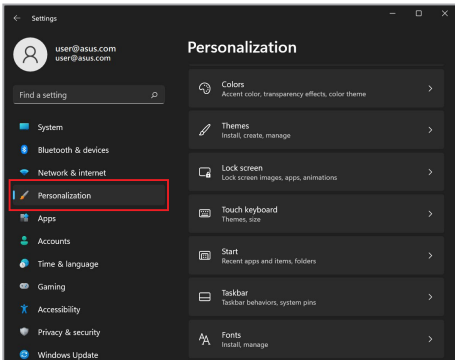 Settings
user@asus.com
user@asus.com
Find a setting
System
Bluetooth & devices
Network & internet
Personalization
Apps
Accounts
Time & language
Gaming
Accessibility
Privacy & security
Windows Update
Personalization
Colors
Accent color, transparency effects, color theme
Themes
Install, create, manage
Lock screen
Lock screen images, apps, animations
Touch keyboard
Themes, size
Start
Recent apps and items, folders
Taskbar
Taskbar behaviors, system pins
Fonts
Install, manage